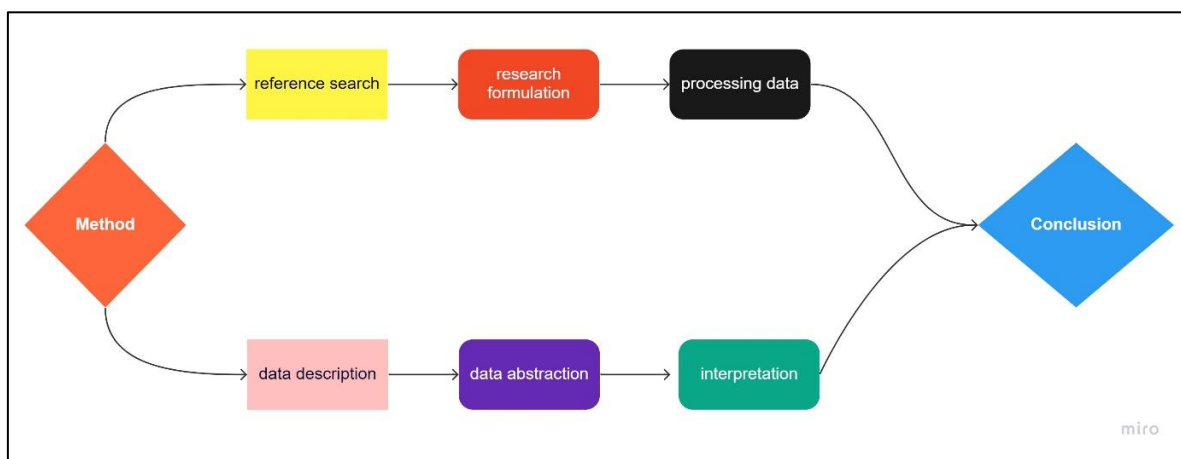 reference search
research
formulation
processing data
Method
Conclusion
data description
data abstraction
interpretation
miro